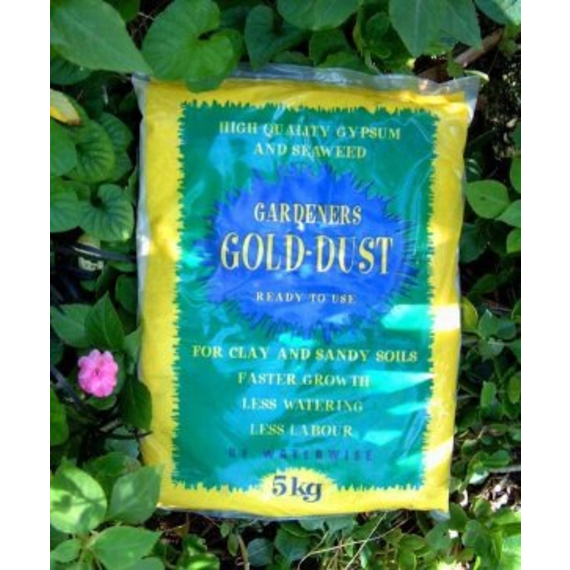 HIGH QUALITY GYPSUM
AND SEAWEED
GARDENERS
GOLD-DUST
READY TO USE
FOR CLAY AND SANDY SOILS
FASTER GROWTH
LESS WATERING
LESS LABOUR
BE WATERWISE
5kg